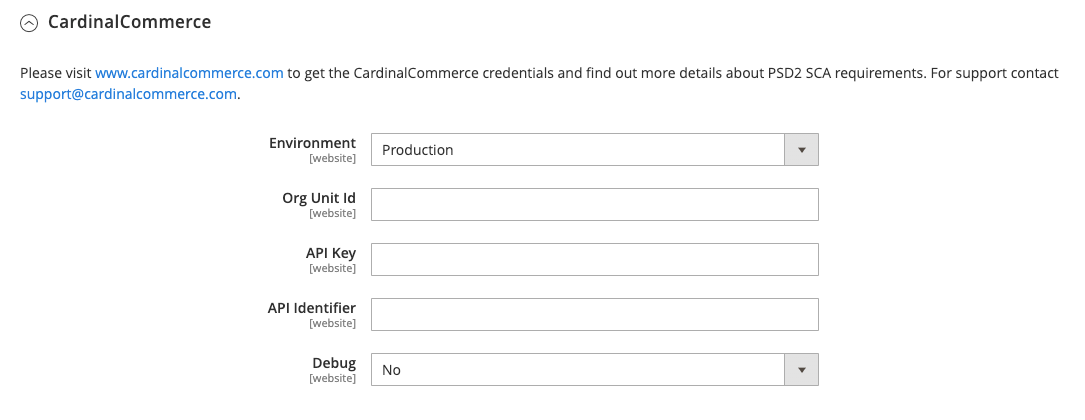 CardinalCommerce
Please visit www.cardinalcommerce.com to get the CardinalCommerce credentials and find out more details about PSD2 SCA requirements. For support contact
support@cardinalcommerce.com.
Environment
[website]
Production
Org Unit Id
[website]
API Key
[website]
API Identifier
[website]
Debug
[website]
No